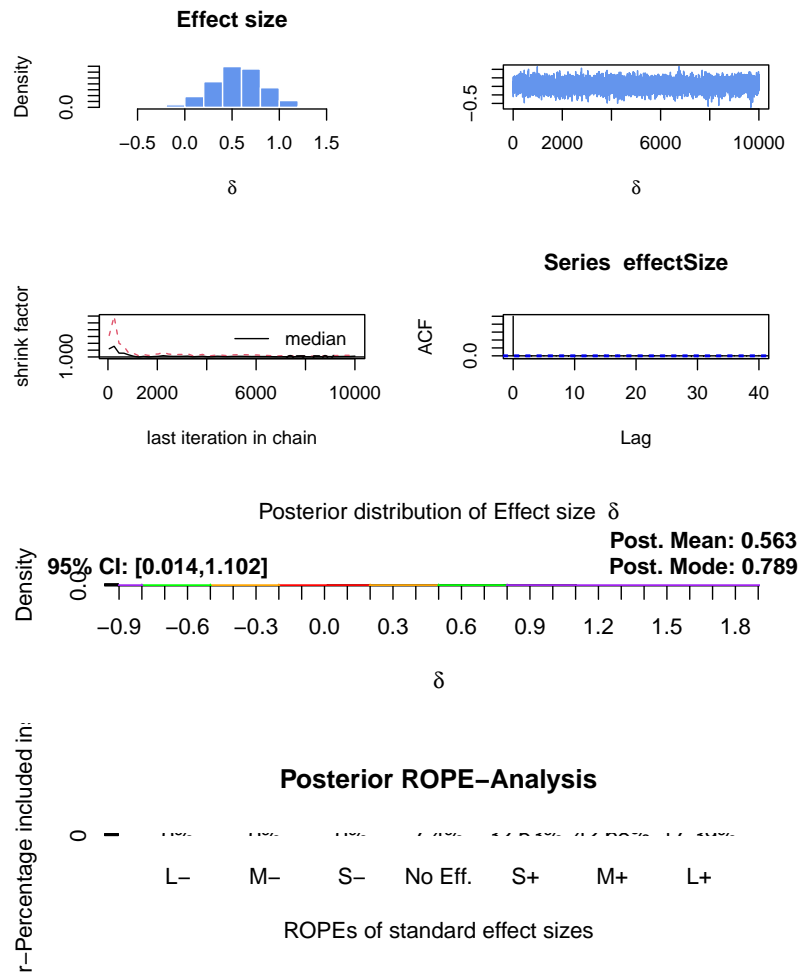 Effect size
Density
0.0
−0.5 0.0 0.5 1.0 1.5
δ
−0.5
0 2000 6000 10000
δ
shrink factor
1.000
median
0 2000 6000 10000
last iteration in chain
Series effectSize
ACF
0.0
0 10 20 30 40
Lag
Posterior distribution of Effect size δ
Post. Mean: 0.563
95% CI: [0.014,1.102]
Post. Mode: 0.789
Density
0.0
−0.9 −0.6 −0.3 0.0 0.3 0.6 0.9 1.2 1.5 1.8
δ
Posterior ROPE−Analysis
r−Percentage included
0
L− M− S− No Eff. S+ M+ L+
ROPEs of standard effect sizes